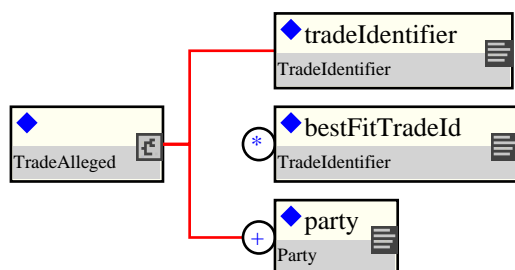 tradeIdentifier
TradeIdentifier
TradeAlleged
*
bestFitTradeId
TradeIdentifier
+
party
Party